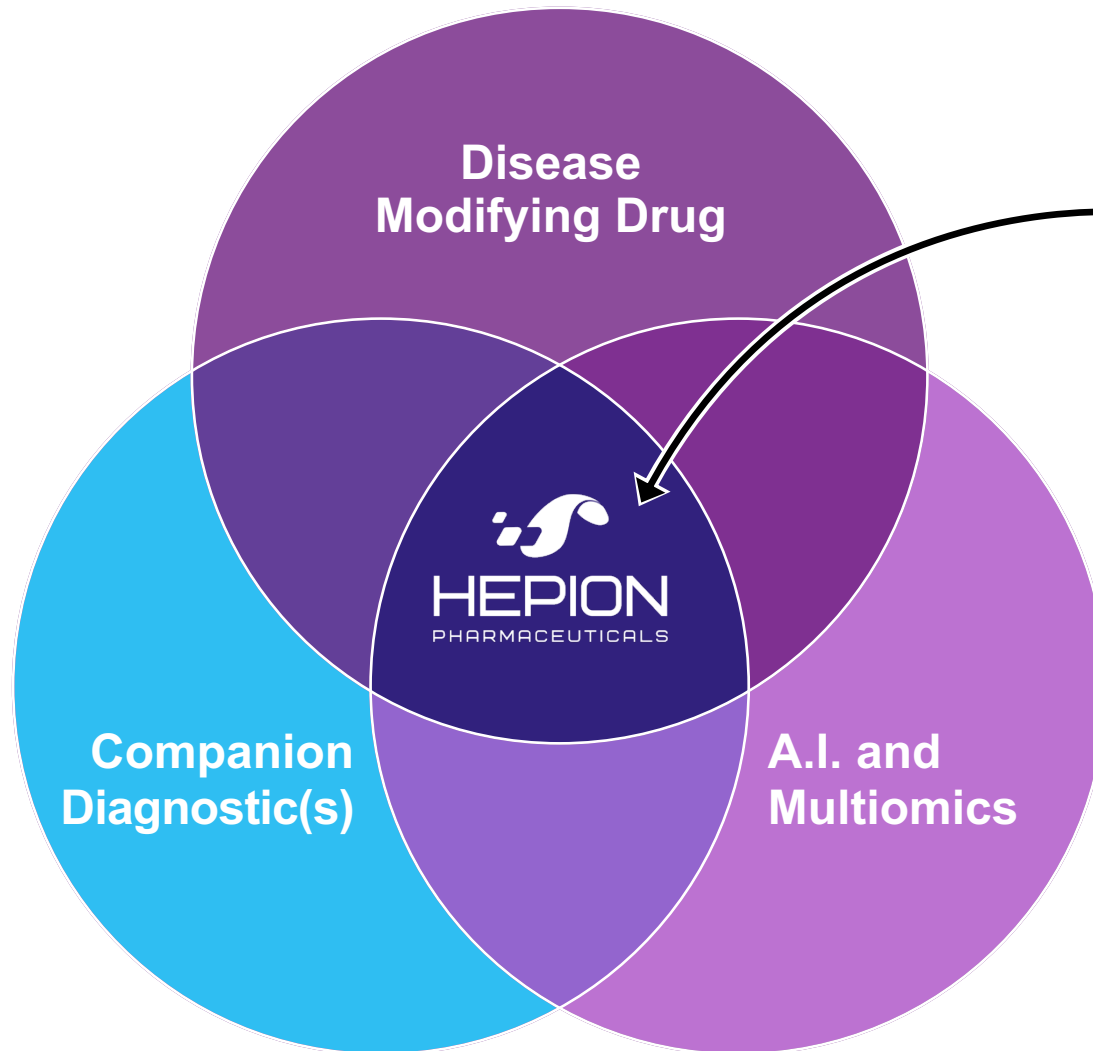 Disease
Modifying Drug
HEPION
PHARMACEUTICALS
Companion
Diagnostic(s)
A.I. and
Multiomics